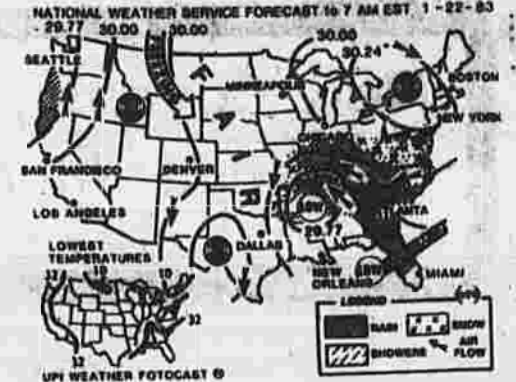 NATIONAL WEATHER SERVICE FORECAST to 7 AM EST 1-22-83
29.77 30.00 30.00
30.00
30.24
SEATTLE
BOSTON
MINNEAPOLIS
NEW YORK
CHICAGO
SAN FRANCISCO
DENVER
LOS ANGELES
LOW
ATLANTA
29.77
DALLAS
LOWEST
TEMPERATURES
NEW
ORLEANS
MIAMI
32 10 10
32
32
LEGEND
RAIN SNOW
SHOWERS AIR
FLOW
UPI WEATHER FOTOCAST ©